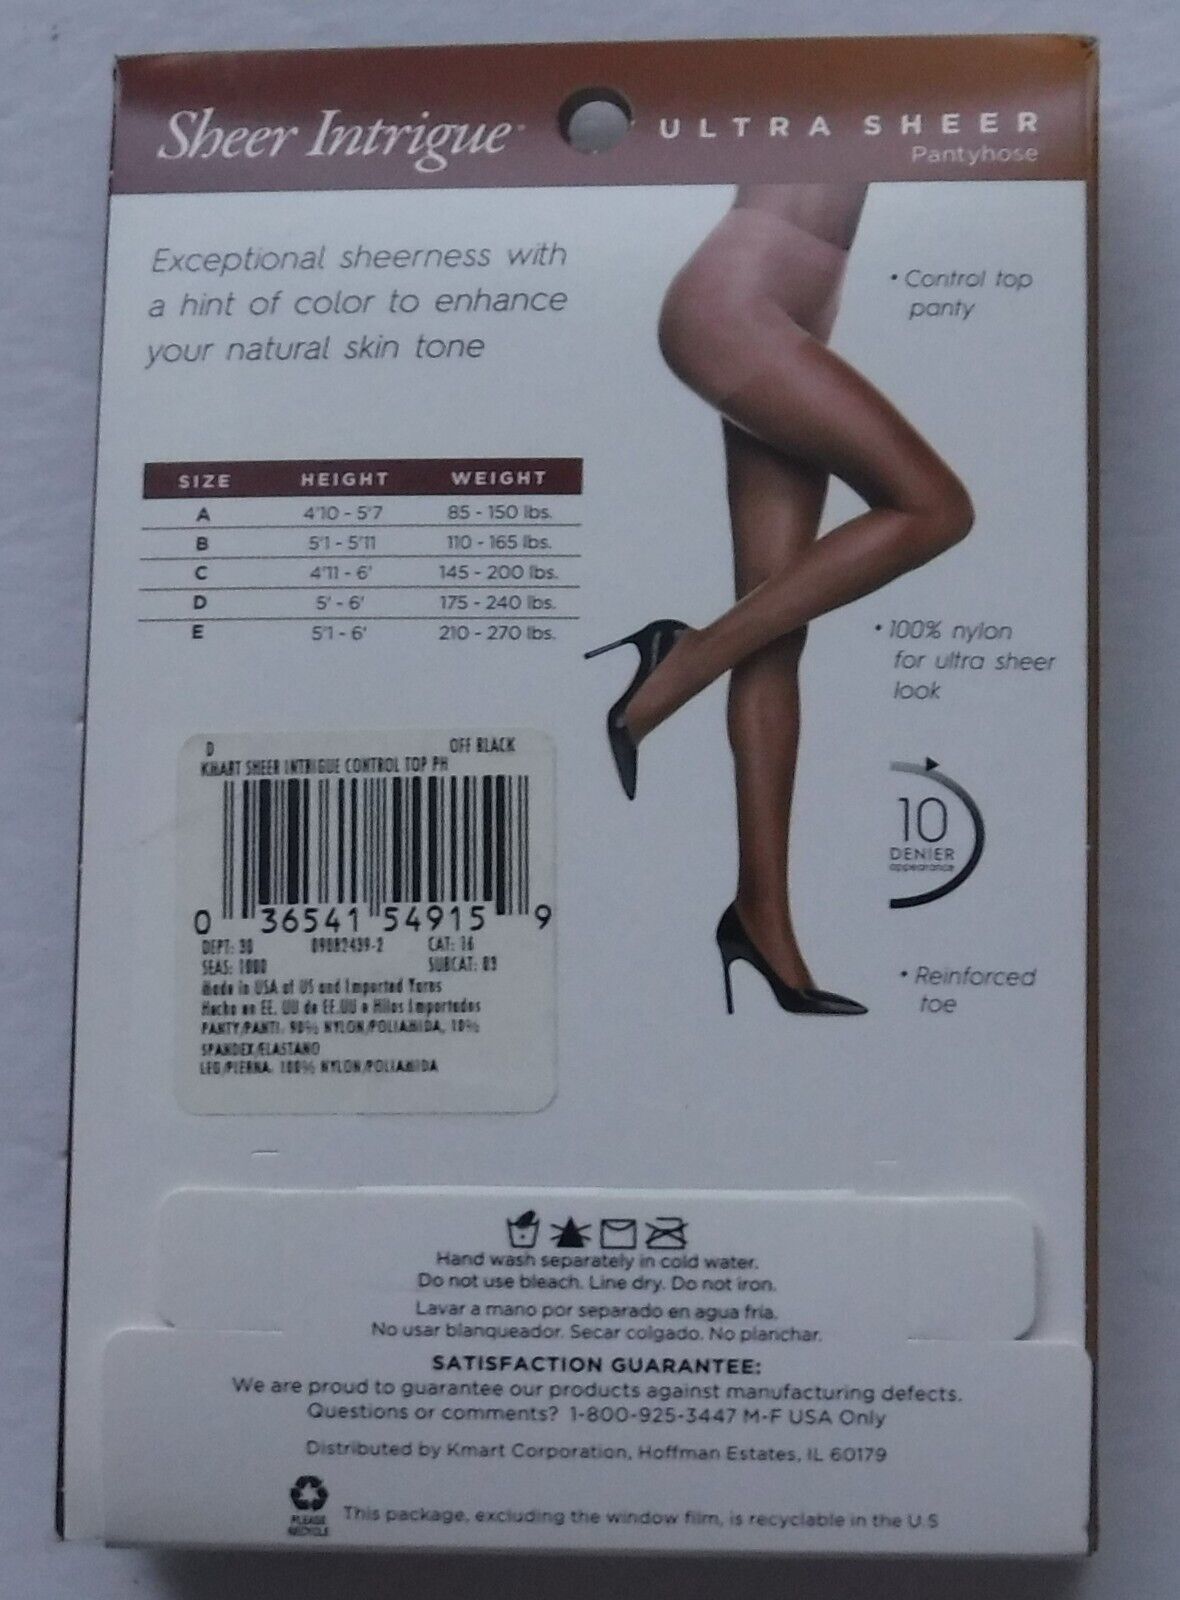 Sheer Intrigue
ULTRA SHEER
Pantyhose
Exceptional sheerness with
a hint of color to enhance
your natural skin tone
• Control top
panty
SIZE HEIGHT WEIGHT
A 4'10 - 5'7 85 - 150 lbs.
B 5'1 - 5'11 110 - 165 lbs.
C 4'11 - 6' 145 - 200 lbs.
D 5' - 6' 175 - 240 lbs.
E 5'1 - 6' 210 - 270 lbs.
• 100% nylon
for ultra sheer
look
10
DENIER
appearance
• Reinforced
toe
D OFF BLACK
KMART SHEER INTRIGUE CONTROL TOP PH
0 36541 54915 9
DEPT: 30 09082439-2 CAT: 16
SEAS: 1000 SUBCAT: 03
Made in USA of US and Imported Yarns
Hecho en EE. UU de EE.UU e Hilos Importados
PANTY/PANTI: 90% NYLON/POLIAMIDA, 10%
SPANDEX/ELASTANO
LEG/PIERNA: 100% NYLON/POLIAMIDA
Hand wash separately in cold water.
Do not use bleach. Line dry. Do not iron.
Lavar a mano por separado en agua fría.
No usar blanqueador. Secar colgado. No planchar.
SATISFACTION GUARANTEE:
We are proud to guarantee our products against manufacturing defects.
Questions or comments? 1-800-925-3447 M-F USA Only
Distributed by Kmart Corporation, Hoffman Estates, IL 60179
PLEASE
RECYCLE
This package, excluding the window film, is recyclable in the U S